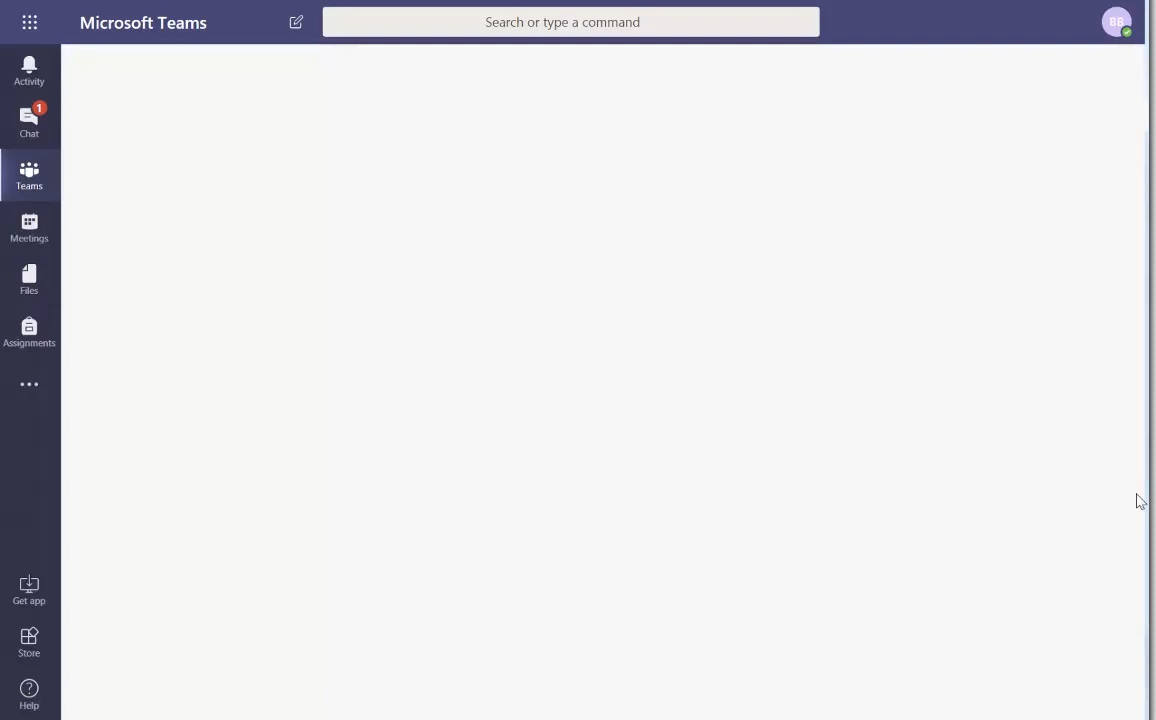 Microsoft Teams
Search or type a command
BB
Activity
1
Chat
Teams
Meetings
Files
Assignments
Get app
Store
Help